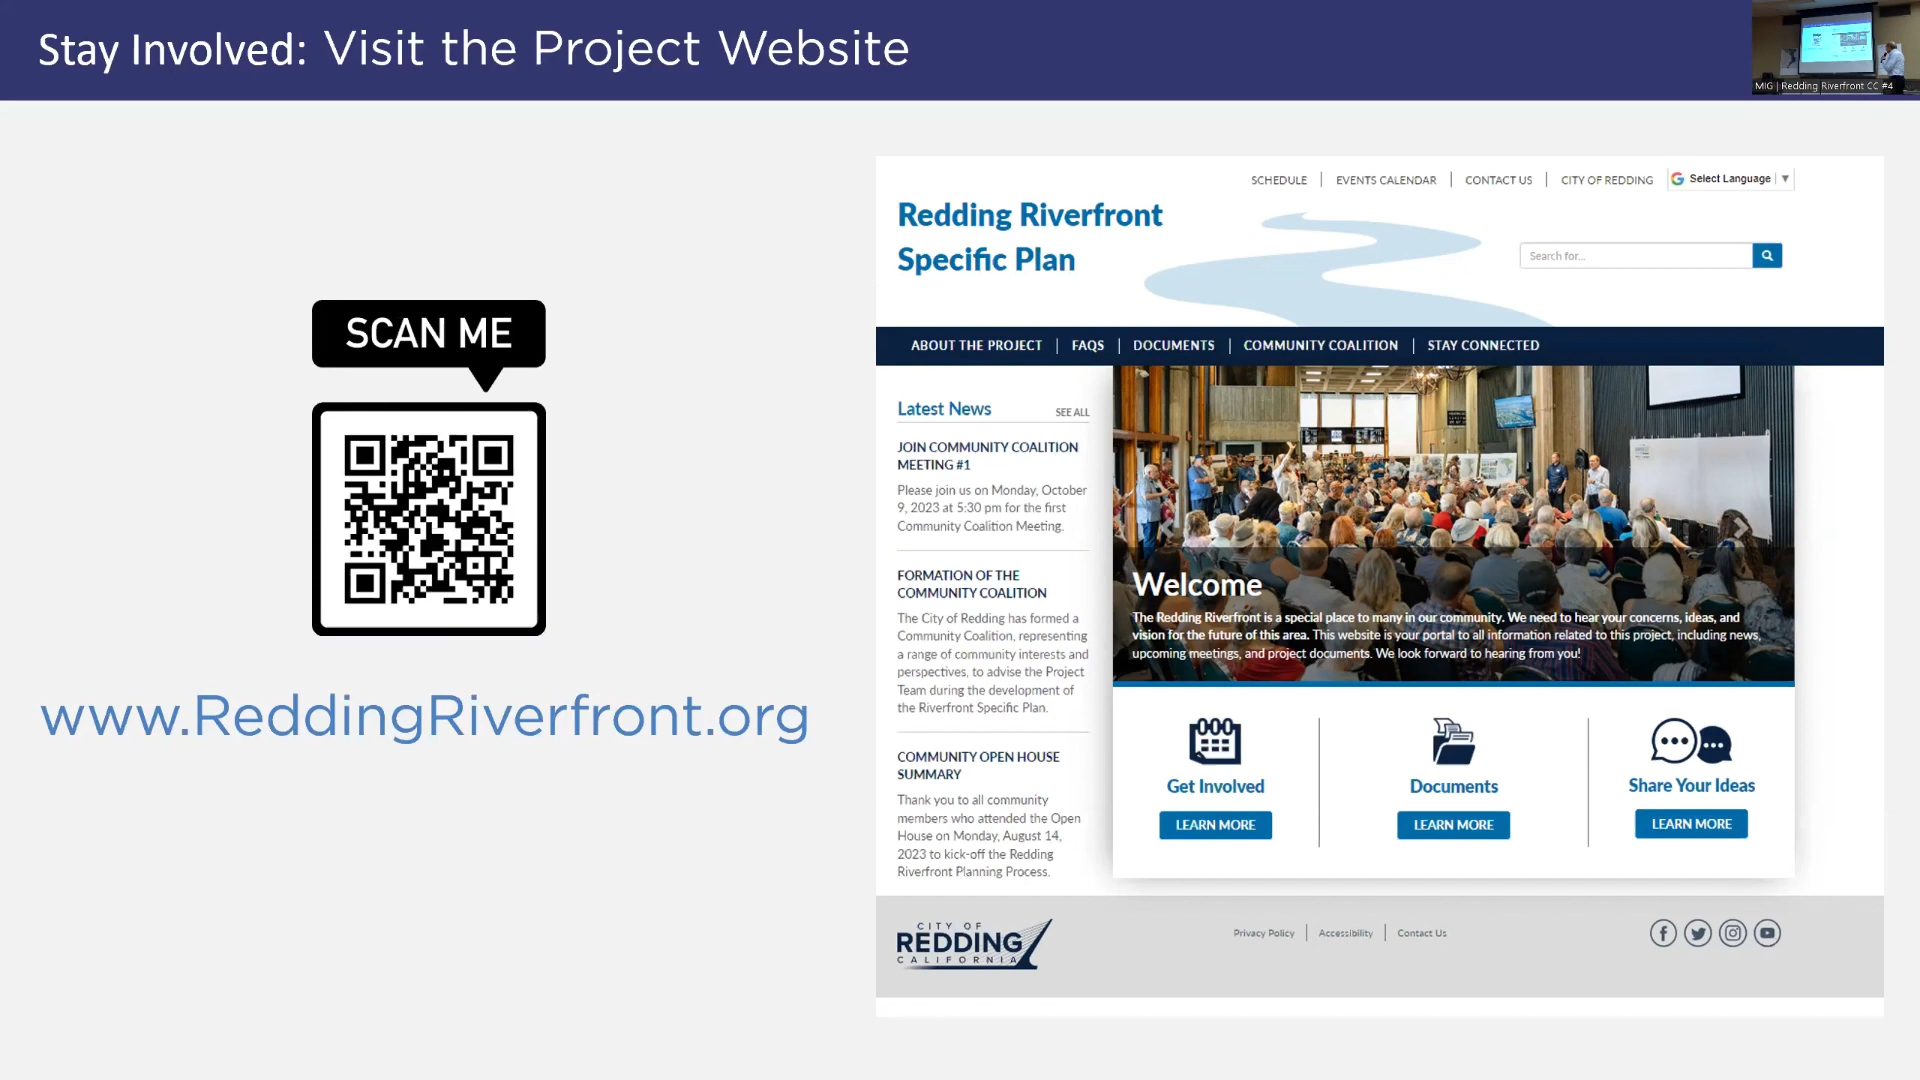 Stay Involved: Visit the Project Website
MIG | Redding Riverfront CC #4
SCAN ME
www.ReddingRiverfront.org
SCHEDULE | EVENTS CALENDAR | CONTACT US | CITY OF REDDING
Select Language
Redding Riverfront
Specific Plan
Search for...
ABOUT THE PROJECT | FAQS | DOCUMENTS | COMMUNITY COALITION | STAY CONNECTED
Latest News
SEE ALL
JOIN COMMUNITY COALITION
MEETING #1
Please join us on Monday, October
9, 2023 at 5:30 pm for the first
Community Coalition Meeting.
FORMATION OF THE
COMMUNITY COALITION
The City of Redding has formed a
Community Coalition, representing
a range of community interests and
perspectives, to advise the Project
Team during the development of
the Riverfront Specific Plan.
COMMUNITY OPEN HOUSE
SUMMARY
Thank you to all community
members who attended the Open
House on Monday, August 14,
2023 to kick-off the Redding
Riverfront Planning Process.
Welcome
The Redding Riverfront is a special place to many in our community. We need to hear your concerns, ideas, and
vision for the future of this area. This website is your portal to all information related to this project, including news,
upcoming meetings, and project documents. We look forward to hearing from you!
Get Involved
LEARN MORE
Documents
LEARN MORE
Share Your Ideas
LEARN MORE
CITY OF
REDDING
CALIFORNIA
Privacy Policy | Accessibility | Contact Us